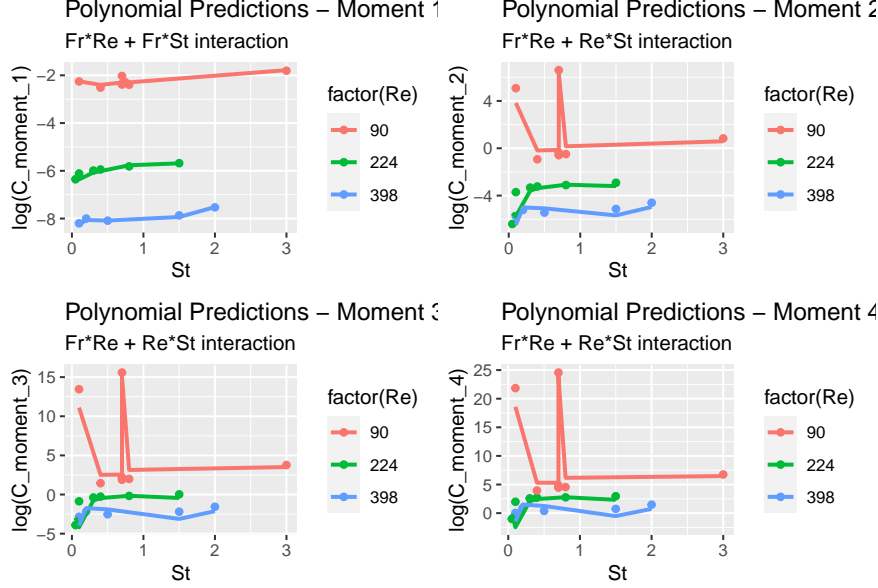 Polynomial Predictions – Moment 1
Fr*Re + Fr*St interaction
log(C_moment_1)
−2
−4
−6
−8
0
1
2
3
St
factor(Re)
90
224
398
Polynomial Predictions – Moment 2
Fr*Re + Re*St interaction
log(C_moment_2)
4
0
−4
0
1
2
3
St
factor(Re)
90
224
398
Polynomial Predictions – Moment 3
Fr*Re + Re*St interaction
log(C_moment_3)
15
10
5
0
−5
0
1
2
3
St
factor(Re)
90
224
398
Polynomial Predictions – Moment 4
Fr*Re + Re*St interaction
log(C_moment_4)
25
20
15
10
5
0
0
1
2
3
St
factor(Re)
90
224
398